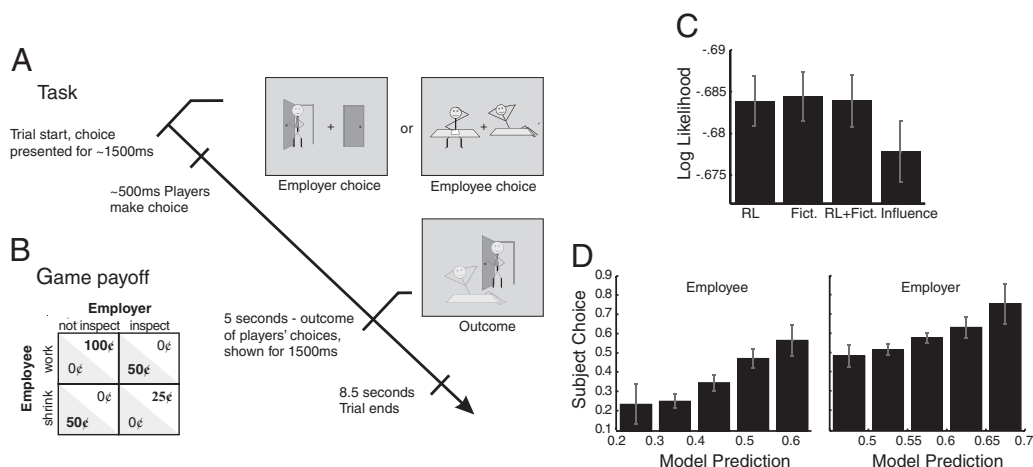 A
Task
Trial start, choice
presented for ~1500ms
~500ms Players
make choice
Employer choice
or
Employee choice
5 seconds - outcome
of players' choices,
shown for 1500ms
Outcome
8.5 seconds
Trial ends
B
Game payoff
Employer
not inspect inspect
Employee
work
shrink
100¢ 0¢
0¢ 50¢
0¢ 25¢
50¢ 0¢
C
Log Likelihood
-.69
-.685
-.68
-.675
RL Fict. RL+Fict. Influence
D
Subject Choice
0.9
0.8
0.7
0.6
0.5
0.4
0.3
0.2
0.1
Employee
0.2 0.3 0.4 0.5 0.6
Model Prediction
Employer
0.5 0.55 0.6 0.65 0.7
Model Prediction